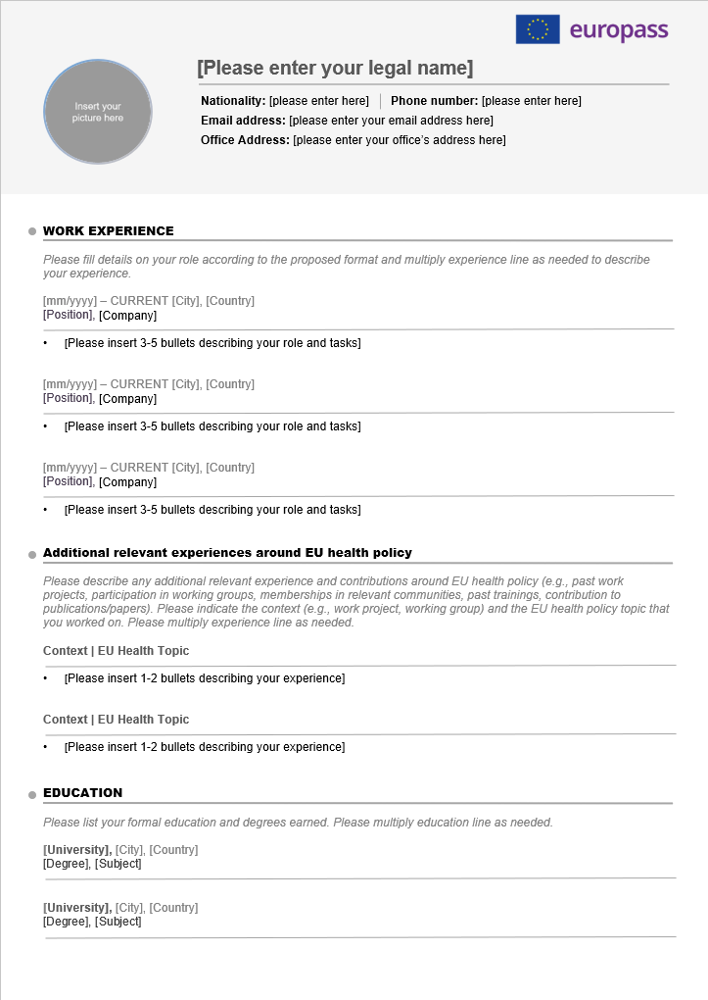 europass
[Please enter your legal name]
Insert your
picture here
Nationality: [please enter here] Phone number: [please enter here]
Email address: [please enter your email address here]
Office Address: [please enter your office’s address here]
WORK EXPERIENCE
Please fill details on your role according to the proposed format and multiply experience line as needed to describe
your experience.
[mm/yyyy] – CURRENT [City], [Country]
[Position], [Company]
• [Please insert 3-5 bullets describing your role and tasks]
[mm/yyyy] – CURRENT [City], [Country]
[Position], [Company]
• [Please insert 3-5 bullets describing your role and tasks]
[mm/yyyy] – CURRENT [City], [Country]
[Position], [Company]
• [Please insert 3-5 bullets describing your role and tasks]
Additional relevant experiences around EU health policy
Please describe any additional relevant experience and contributions around EU health policy (e.g., past work
projects, participation in working groups, memberships in relevant communities, past trainings, contribution to
publications/papers). Please indicate the context (e.g., work project, working group) and the EU health policy topic that
you worked on. Please multiply experience line as needed.
Context | EU Health Topic
• [Please insert 1-2 bullets describing your experience]
Context | EU Health Topic
• [Please insert 1-2 bullets describing your experience]
EDUCATION
Please list your formal education and degrees earned. Please multiply education line as needed.
[University], [City], [Country]
[Degree], [Subject]
[University], [City], [Country]
[Degree], [Subject]